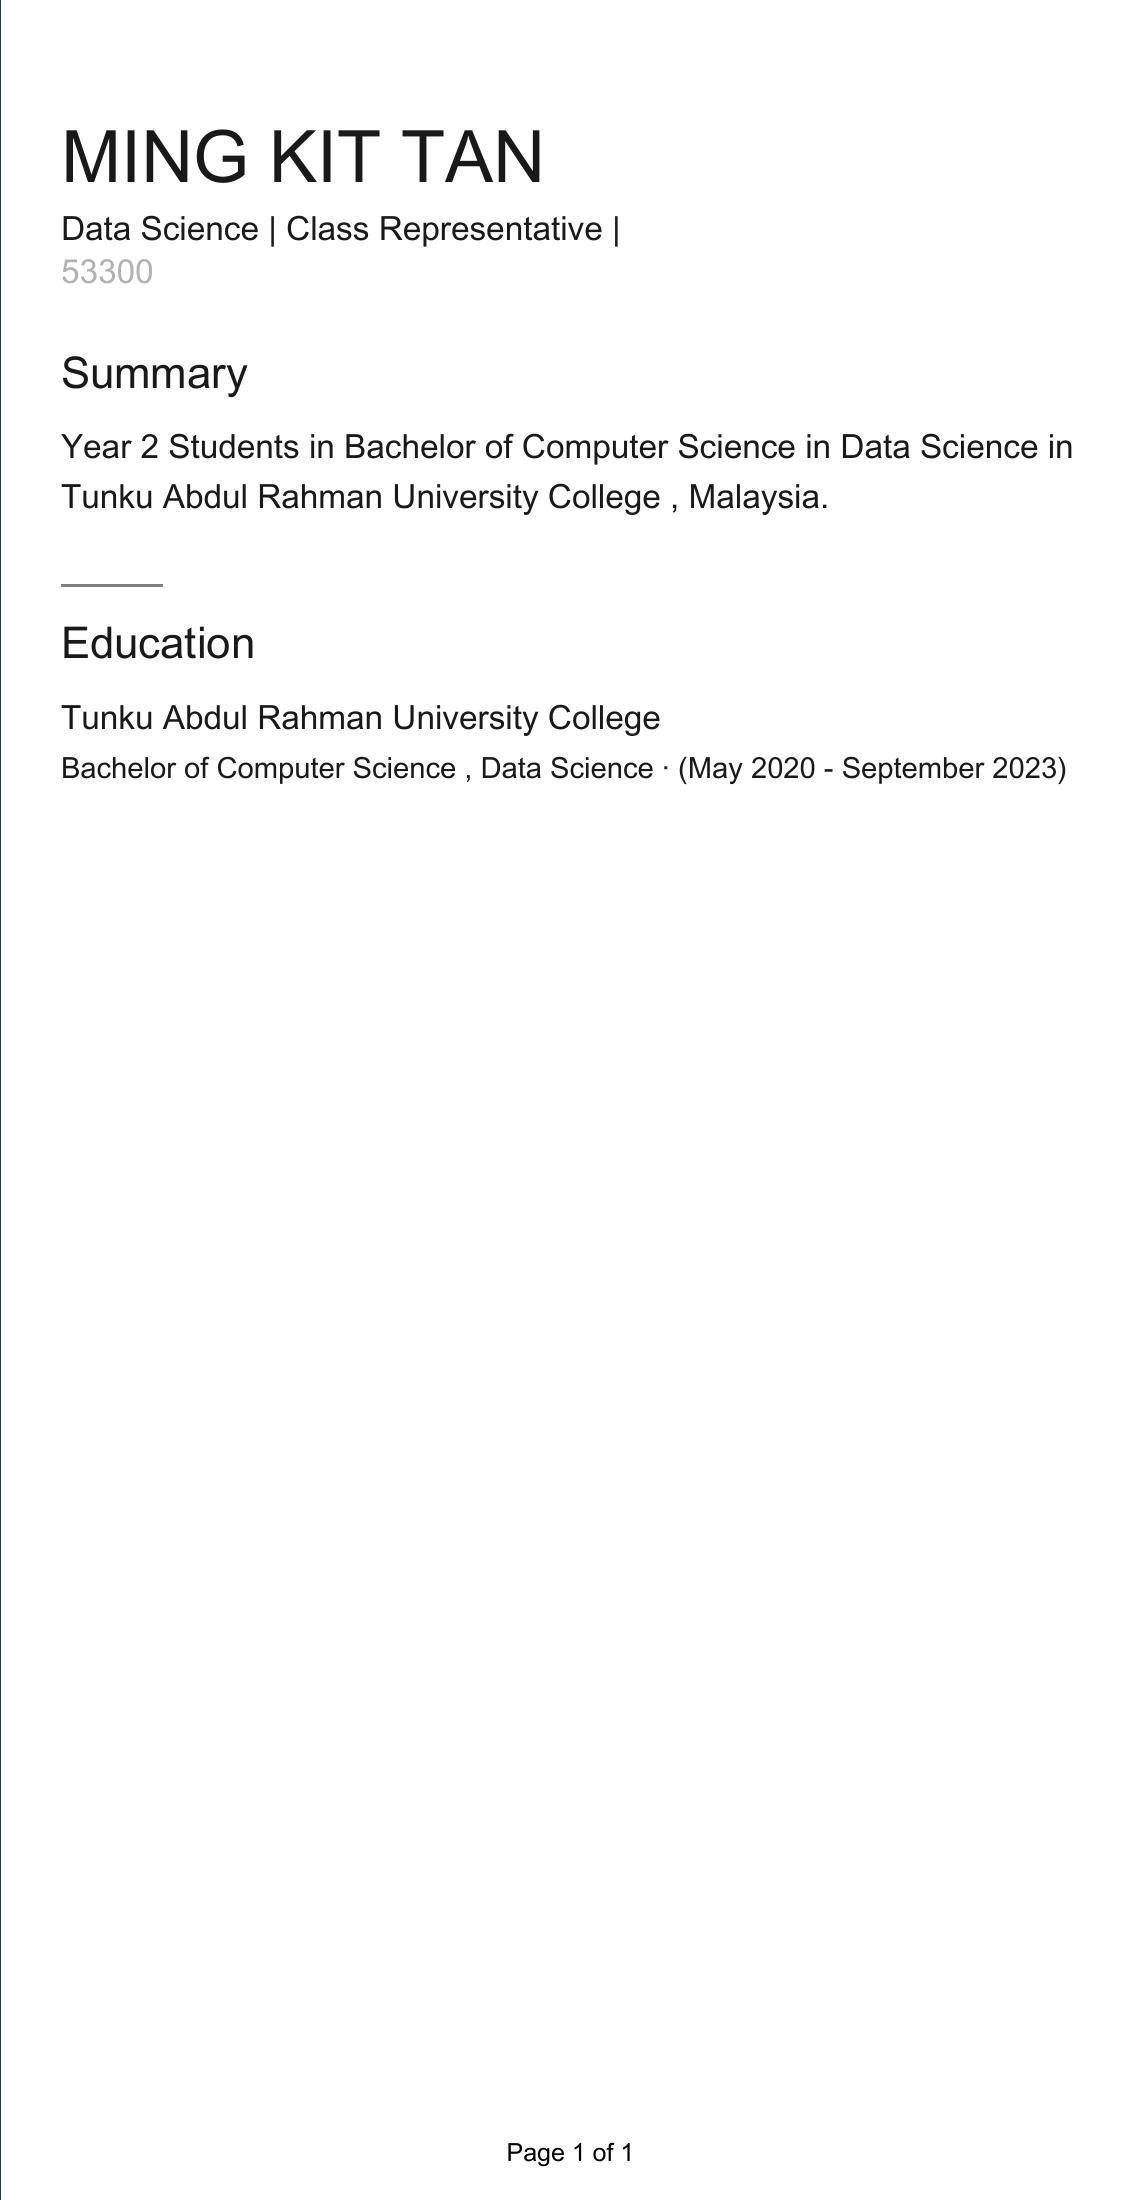 MING KIT TAN
Data Science | Class Representative |
53300
Summary
Year 2 Students in Bachelor of Computer Science in Data Science in
Tunku Abdul Rahman University College , Malaysia.
Education
Tunku Abdul Rahman University College
Bachelor of Computer Science , Data Science · (May 2020 - September 2023)
Page 1 of 1